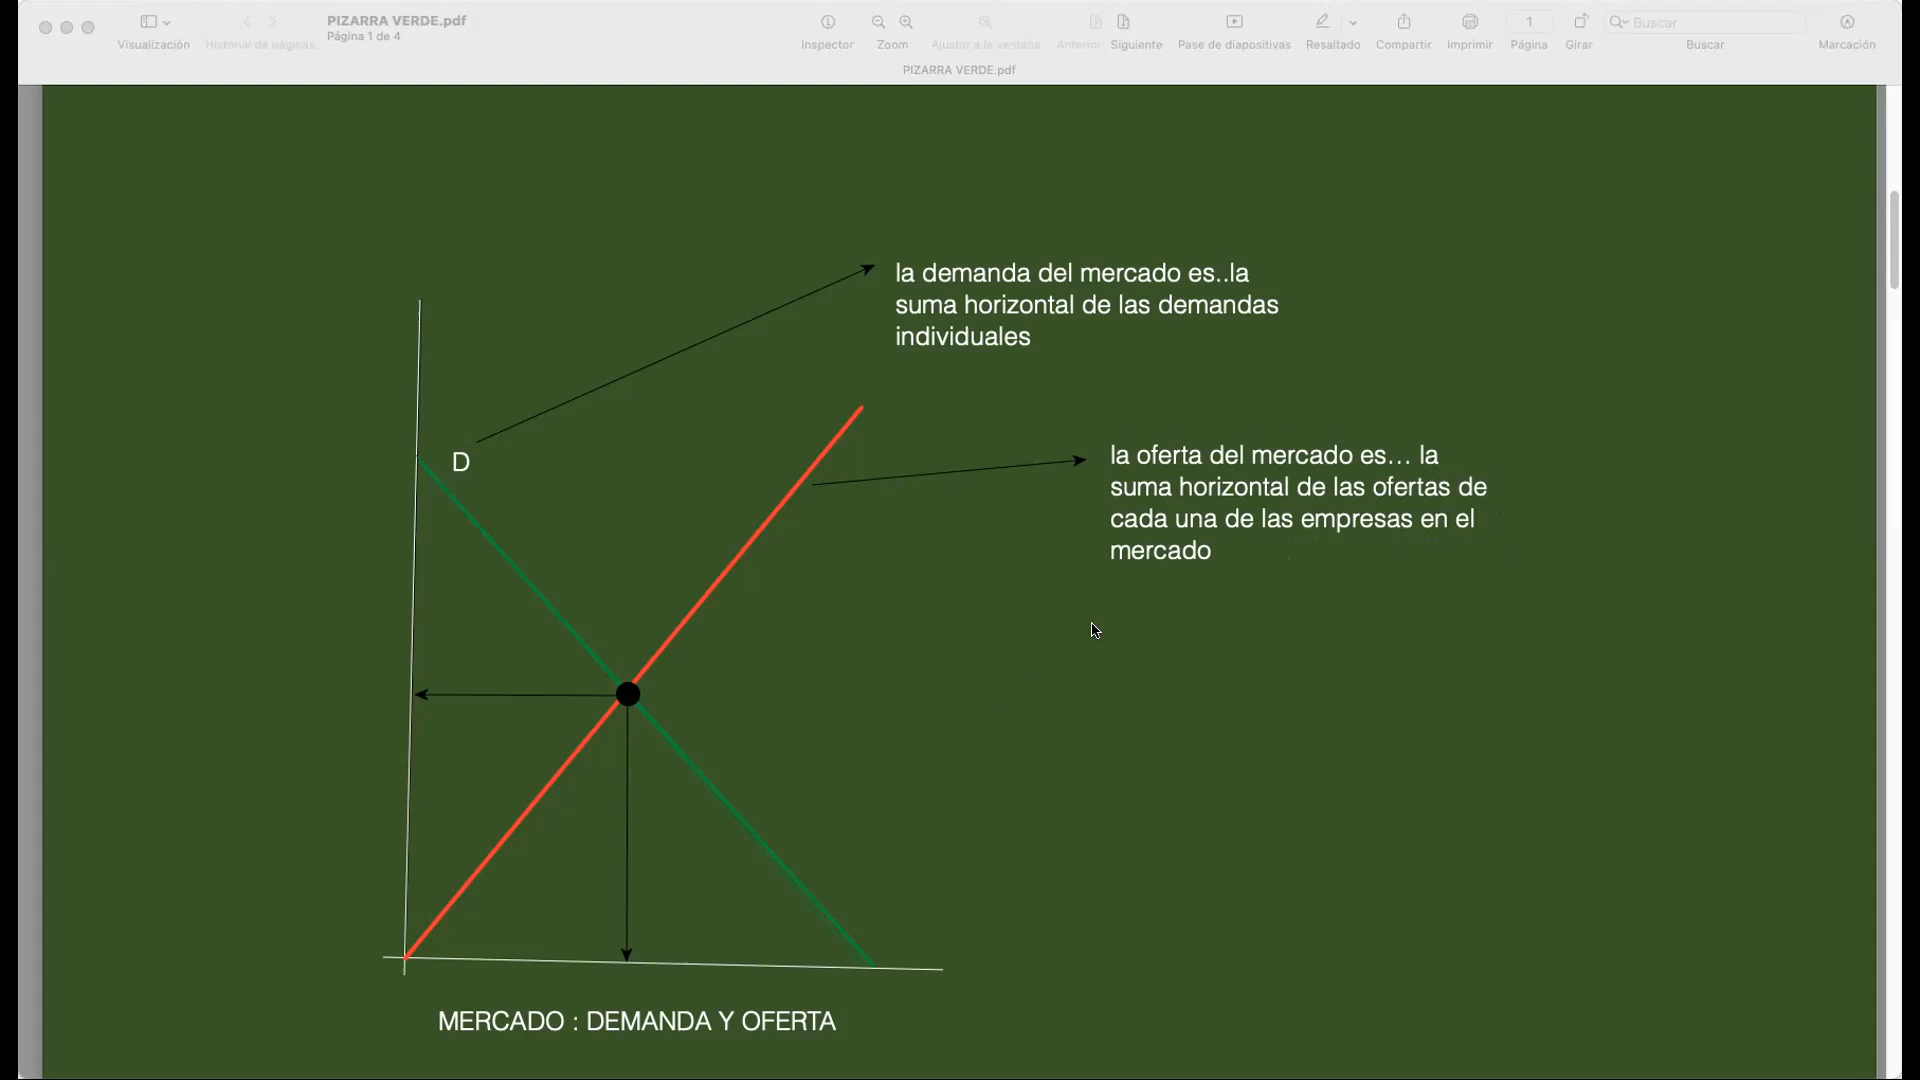 PIZARRA VERDE.pdf
Página 1 de 4
Visualización
Historial de páginas
Inspector
Zoom
Ajustar a la ventana
Anterior
Siguiente
Pase de diapositivas
Resaltado
Compartir
Imprimir
1
Página
Girar
Buscar
Buscar
Marcación
PIZARRA VERDE.pdf
la demanda del mercado es..la
suma horizontal de las demandas
individuales
D
la oferta del mercado es... la
suma horizontal de las ofertas de
cada una de las empresas en el
mercado
MERCADO : DEMANDA Y OFERTA